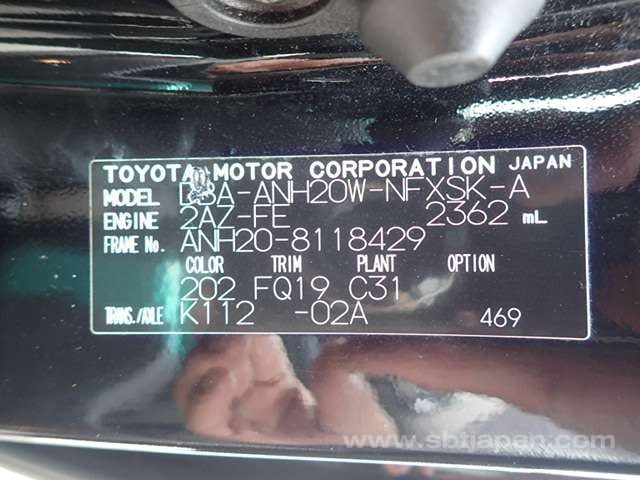 TOYOTA MOTOR CORPORATION JAPAN
MODEL DBA-ANH20W-NFXSK-A
ENGINE 2AZ-FE 2362 mL
FRAME No. ANH20-8118429
COLOR TRIM PLANT OPTION
202 FQ19 C31
TRANS./AXLE K112 -02A 469
www.sbtjapan.com